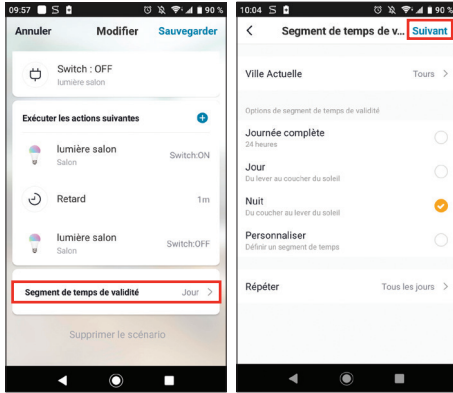 09:57 S 90 %
Annuler Modifier Sauvegarder
Switch : OFF
lumière salon
Exécuter les actions suivantes
lumière salon
Salon
Switch:ON
Retard 1m
lumière salon
Salon
Switch:OFF
Segment de temps de validité Jour >
Supprimer le scénario
10:04 S 90 %
< Segment de temps de v... Suivant
Ville Actuelle Tours >
Options de segment de temps de validité
Journée complète
24 heures
Jour
Du lever au coucher du soleil
Nuit
Du coucher au lever du soleil
Personnaliser
Définir un segment de temps
Répéter Tous les jours >